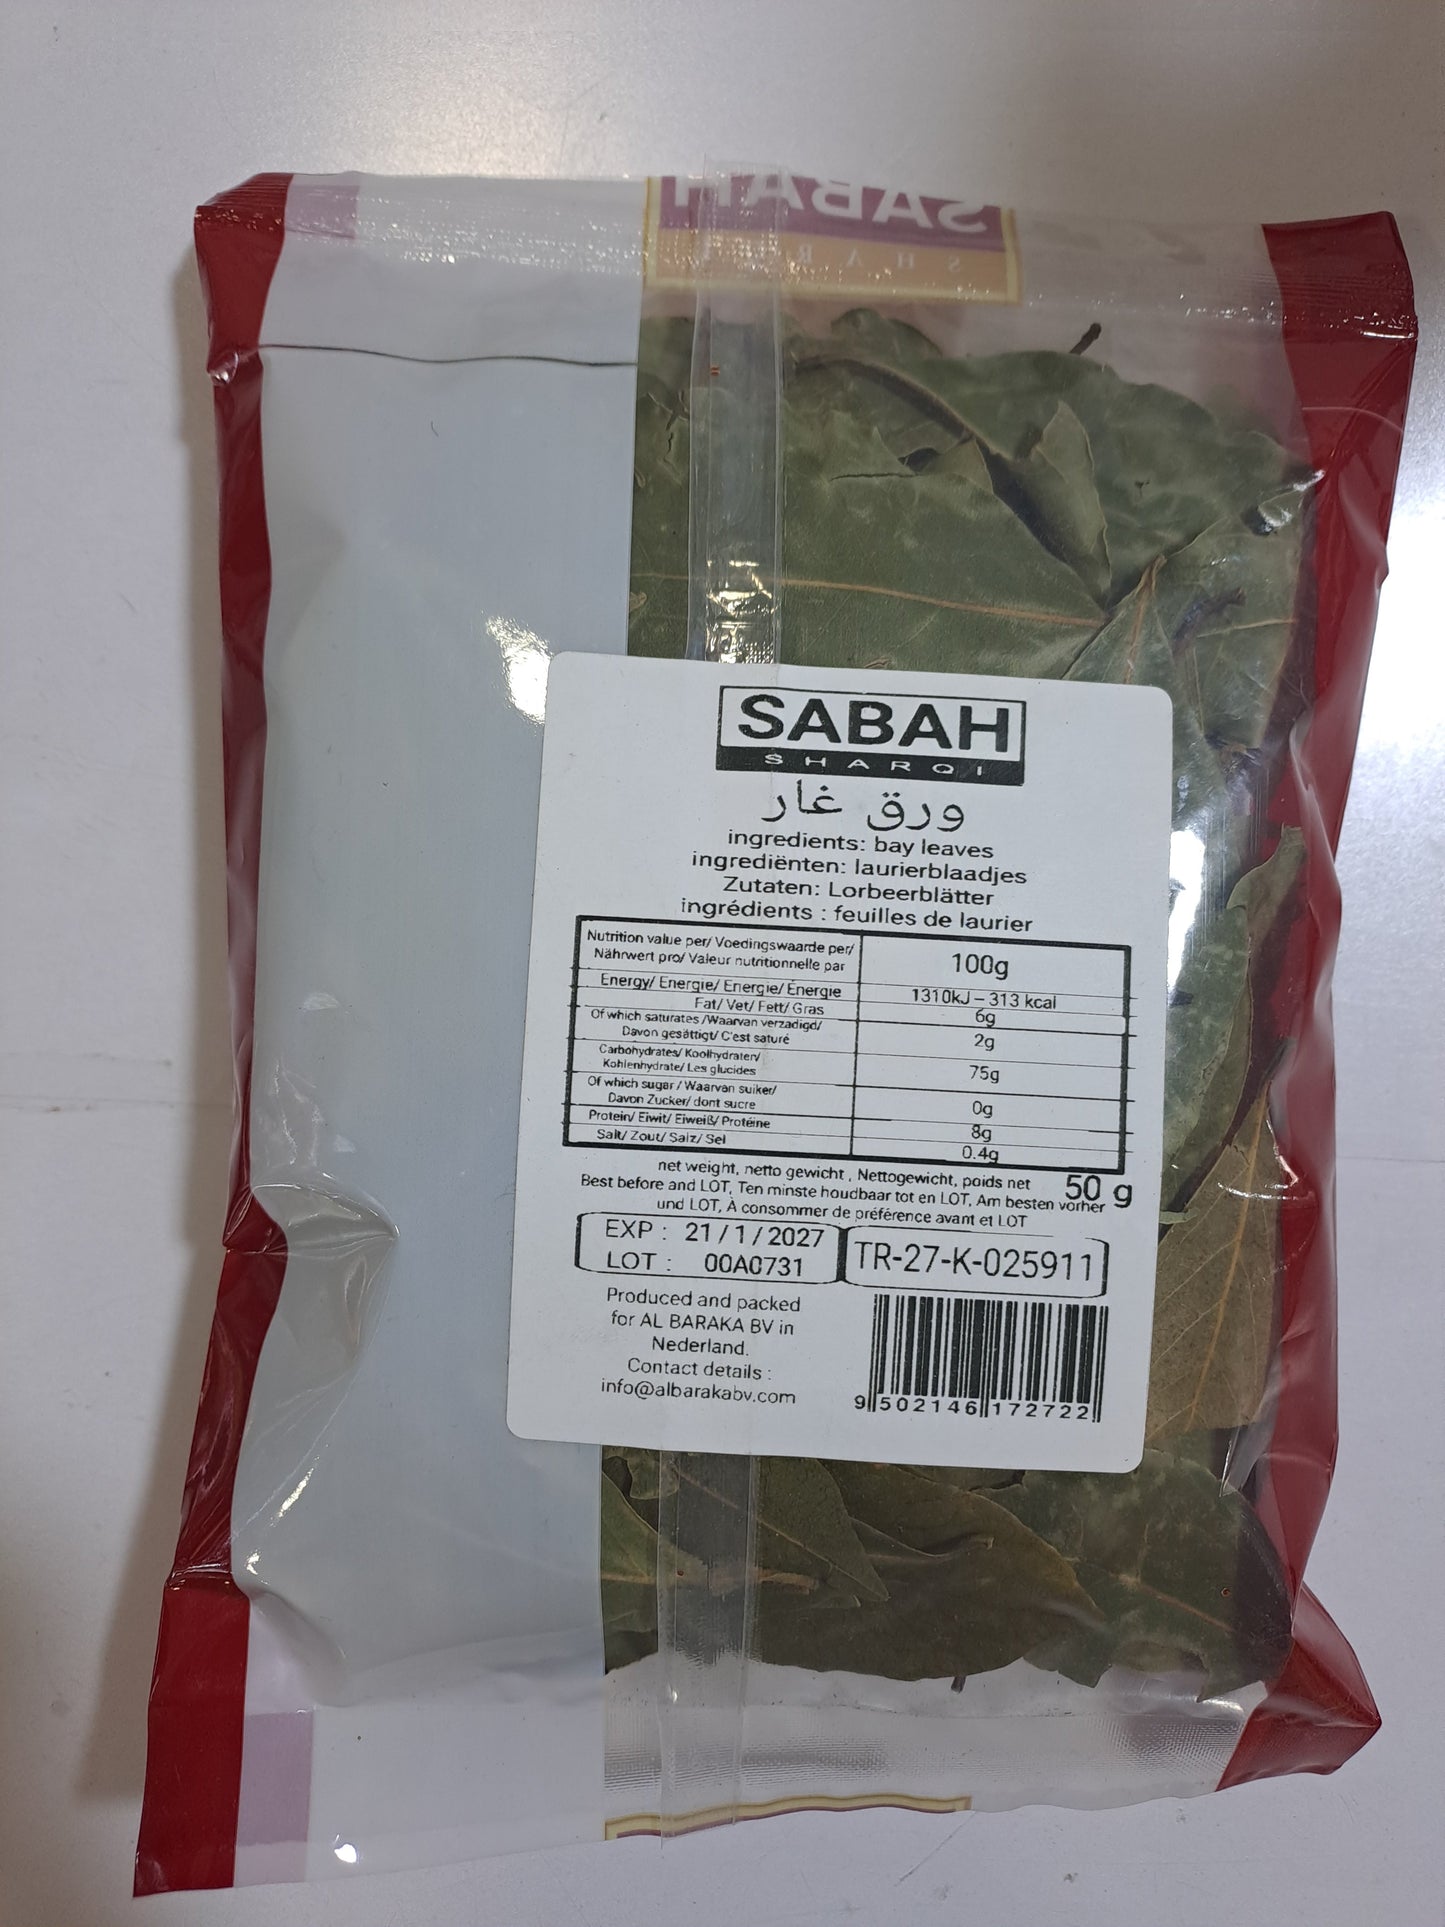 SABAH
SHARQI
SABAH
SHARQI
ورق غار
ingredients: bay leaves
ingrediënten: laurierblaadjes
Zutaten: Lorbeerblätter
ingrédients : feuilles de laurier
Nutrition value per/ Voedingswaarde per/
Nährwert pro/ Valeur nutritionnelle par
100g
Energy/ Energie/ Energie/ Énergie
1310kJ – 313 kcal
Fat/ Vet/ Fett/ Gras
6g
Of which saturates /Waarvan verzadigd/
Davon gesättigt/ C'est saturé
2g
Carbohydrates/ Koolhydraten/
Kohlenhydrate/ Les glucides
75g
Of which sugar / Waarvan suiker/
Davon Zucker/ dont sucre
0g
Protein/ Eiwit/ Eiweiß/ Protéine
8g
Salt/ Zout/ Salz/ Sel
0.4g
net weight, netto gewicht , Nettogewicht, poids net
50 g
Best before and LOT, Ten minste houdbaar tot en LOT, Am besten vorher
und LOT, À consommer de préférence avant et LOT
EXP : 21/1/2027
LOT : 00A0731
TR-27-K-025911
Produced and packed
for AL BARAKA BV in
Nederland.
Contact details :
info@albarakabv.com
9 502146 172722